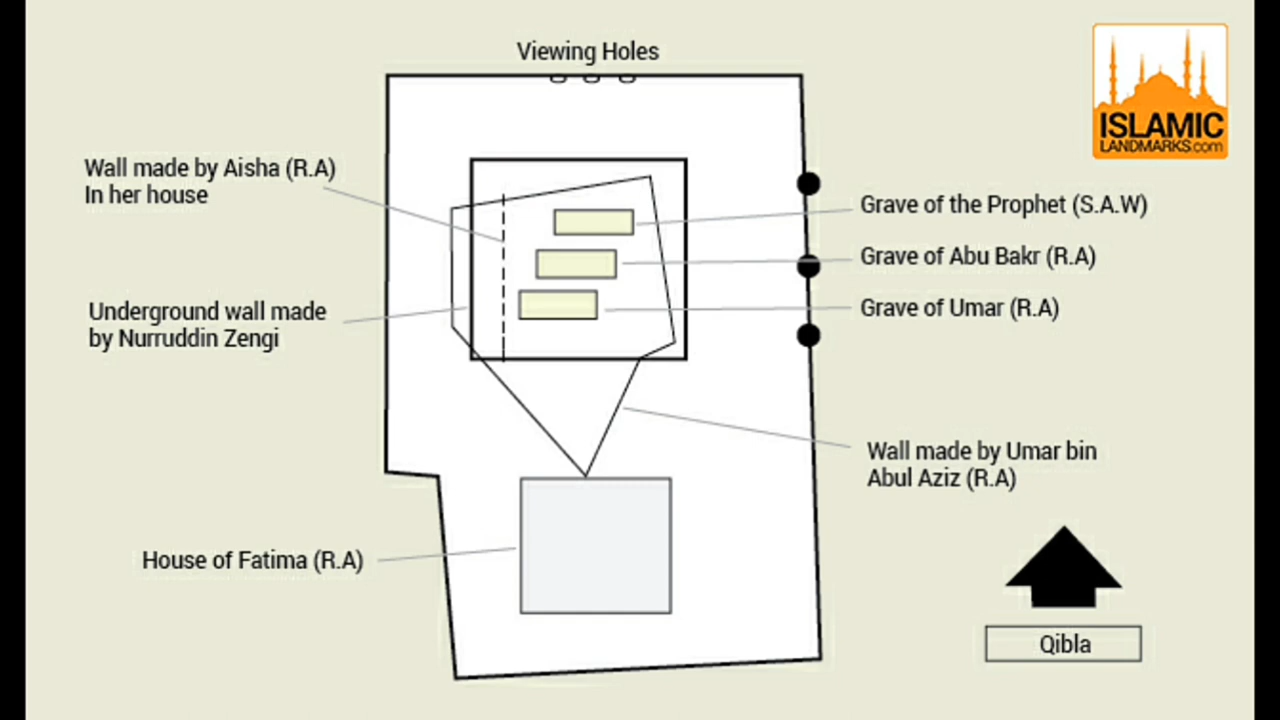 Viewing Holes
ISLAMIC
LANDMARKS.com
Wall made by Aisha (R.A)
In her house
Grave of the Prophet (S.A.W)
Grave of Abu Bakr (R.A)
Grave of Umar (R.A)
Underground wall made
by Nurruddin Zengi
Wall made by Umar bin
Abul Aziz (R.A)
House of Fatima (R.A)
Qibla